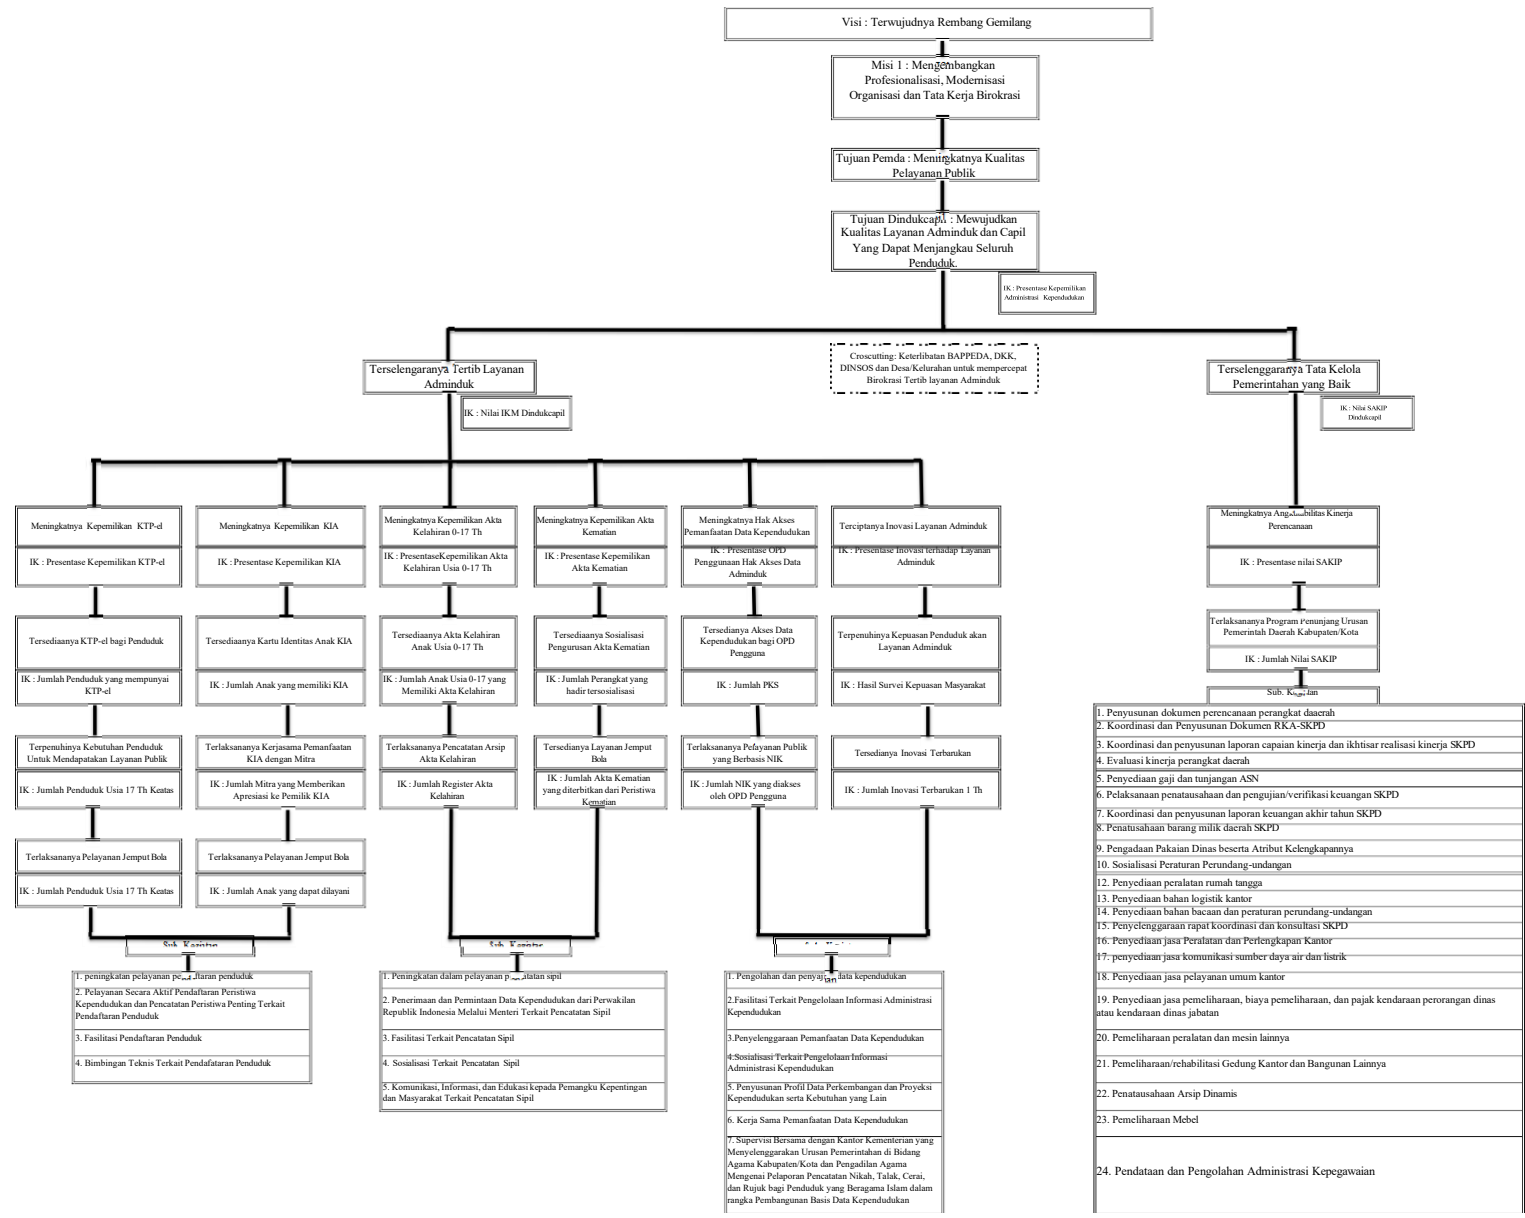 Visi : Terwujudnya Rembang Gemilang
Misi 1 : Mengembangkan
Profesionalisasi, Modernisasi
Organisasi dan Tata Kerja Birokrasi
Tujuan Pemda : Meningkatnya Kualitas
Pelayanan Publik
Tujuan Dindukcapil : Mewujudkan
Kualitas Layanan Adminduk dan Capil
Yang Dapat Menjangkau Seluruh
Penduduk.
IK : Presentase Kepemilikan
Administrasi Kependudukan
Terselengaranya Tertib Layanan
Adminduk
IK : Nilai IKM Dindukcapil
Croscutting: Keterlibatan BAPPEDA, DKK,
DINSOS dan Desa/Kelurahan untuk mempercepat
Birokrasi Tertib layanan Adminduk
Terselenggaranya Tata Kelola
Pemerintahan yang Baik
IK : Nilai SAKIP
Dindukcapil
Meningkatnya Kepemilikan KTP-el
IK : Presentase Kepemilikan KTP-el
Tersediaanya KTP-el bagi Penduduk
IK : Jumlah Penduduk yang mempunyai
KTP-el
Terpenuhinya Kebutuhan Penduduk
Untuk Mendapatakan Layanan Publik
IK : Jumlah Penduduk Usia 17 Th Keatas
Terlaksananya Pelayanan Jemput Bola
IK : Jumlah Penduduk Usia 17 Th Keatas
Meningkatnya Kepemilikan KIA
IK : Presentase Kepemilikan KIA
Tersediaanya Kartu Identitas Anak KIA
IK : Jumlah Anak yang memiliki KIA
Terlaksananya Kerjasama Pemanfaatan
KIA dengan Mitra
IK : Jumlah Mitra yang Memberikan
Apresiasi ke Pemilik KIA
Terlaksananya Pelayanan Jemput Bola
IK : Jumlah Anak yang dapat dilayani
Sub. Kegiatan
1. peningkatan pelayanan pendaftaran penduduk
2. Pelayanan Secara Aktif Pendaftaran Peristiwa
Kependudukan dan Pencatatan Peristiwa Penting Terkait
Pendaftaran Penduduk
3. Fasilitasi Pendaftaran Penduduk
4. Bimbingan Teknis Terkait Pendafataran Penduduk
Meningkatnya Kepemilikan Akta
Kelahiran 0-17 Th
IK : PresentaseKepemilikan Akta
Kelahiran Usia 0-17 Th
Tersediaanya Akta Kelahiran
Anak Usia 0-17 Th
IK : Jumlah Anak Usia 0-17 yang
Memiliki Akta Kelahiran
Terlaksananya Pencatatan Arsip
Akta Kelahiran
IK : Jumlah Register Akta
Kelahiran
Meningkatnya Kepemilikan Akta
Kematian
IK : Presentase Kepemilikan
Akta Kematian
Tersediaanya Sosialisasi
Pengurusan Akta Kematian
IK : Jumlah Perangkat yang
hadir tersosialisasi
Tersedianya Layanan Jemput
Bola
IK : Jumlah Akta Kematian
yang diterbitkan dari Peristiwa
Kematian
Sub. Kegiatan
1. Peningkatan dalam pelayanan pencatatan sipil
2. Penerimaan dan Permintaan Data Kependudukan dari Perwakilan
Republik Indonesia Melalui Menteri Terkait Pencatatan Sipil
3. Fasilitasi Terkait Pencatatan Sipil
4. Sosialisasi Terkait Pencatatan Sipil
5. Komunikasi, Informasi, dan Edukasi kepada Pemangku Kepentingan
dan Masyarakat Terkait Pencatatan Sipil
Meningkatnya Hak Akses
Pemanfaatan Data Kependudukan
IK : Presentase OPD
Penggunaan Hak Akses Data
Adminduk
Tersedianya Akses Data
Kependudukan bagi OPD
Pengguna
IK : Jumlah PKS
Terlaksananya Pelayanan Publik
yang Berbasis NIK
IK : Jumlah NIK yang diakses
oleh OPD Pengguna
Terciptanya Inovasi Layanan Adminduk
IK : Presentase Inovasi terhadap Layanan
Adminduk
Terpenuhinya Kepuasan Penduduk akan
Layanan Adminduk
IK : Hasil Survei Kepuasan Masyarakat
Tersedianya Inovasi Terbarukan
IK : Jumlah Inovasi Terbarukan 1 Th
1. Pengolahan dan penyajian data kependudukan
2.Fasilitasi Terkait Pengelolaan Informasi Administrasi
Kependudukan
3.Penyelenggaraan Pemanfaatan Data Kependudukan
4.Sosialisasi Terkait Pengelolaan Informasi
Administrasi Kependudukan
5. Penyusunan Profil Data Perkembangan dan Proyeksi
Kependudukan serta Kebutuhan yang Lain
6. Kerja Sama Pemanfaatan Data Kependudukan
7. Supervisi Bersama dengan Kantor Kementerian yang
Menyelenggarakan Urusan Pemerintahan di Bidang
Agama Kabupaten/Kota dan Pengadilan Agama
Mengenai Pelaporan Pencatatan Nikah, Talak, Cerai,
dan Rujuk bagi Penduduk yang Beragama Islam dalam
rangka Pembangunan Basis Data Kependudukan
Meningkatnya Kinerja
Perencanaan
IK : Presentase nilai SAKIP
Terlaksananya Program Penunjang Urusan
Pemerintah Daerah Kabupaten/Kota
IK : Jumlah Nilai SAKIP
Sub. Kegiatan
1. Penyusunan dokumen perencanaan perangkat daaerah
2. Koordinasi dan Penyusunan Dokumen RKA-SKPD
3. Koordinasi dan penyusunan laporan capaian kinerja dan ikhtisar realisasi kinerja SKPD
4. Evaluasi kinerja perangkat daerah
5. Penyediaan gaji dan tunjangan ASN
6. Pelaksanaan penatausahaan dan pengujian/verifikasi keuangan SKPD
7. Koordinasi dan penyusunan laporan keuangan akhir tahun SKPD
8. Penatusahaan barang milik daerah SKPD
9. Pengadaan Pakaian Dinas beserta Atribut Kelengkapannya
10. Sosialisasi Peraturan Perundang-undangan
12. Penyediaan peralatan rumah tangga
13. Penyediaan bahan logistik kantor
14. Penyediaan bahan bacaan dan peraturan perundang-undangan
15. Penyelenggaraan rapat koordinasi dan konsultasi SKPD
16. Penyediaan jasa Peralatan dan Perlengkapan Kantor
17. penyediaan jasa komunikasi sumber daya air dan listrik
18. Penyediaan jasa pelayanan umum kantor
19. Penyediaan jasa pemeliharaan, biaya pemeliharaan, dan pajak kendaraan perorangan dinas
atau kendaraan dinas jabatan
20. Pemeliharaan peralatan dan mesin lainnya
21. Pemeliharaan/rehabilitasi Gedung Kantor dan Bangunan Lainnya
22. Penatausahaan Arsip Dinamis
23. Pemeliharaan Mebel
24. Pendataan dan Pengolahan Administrasi Kepegawaian